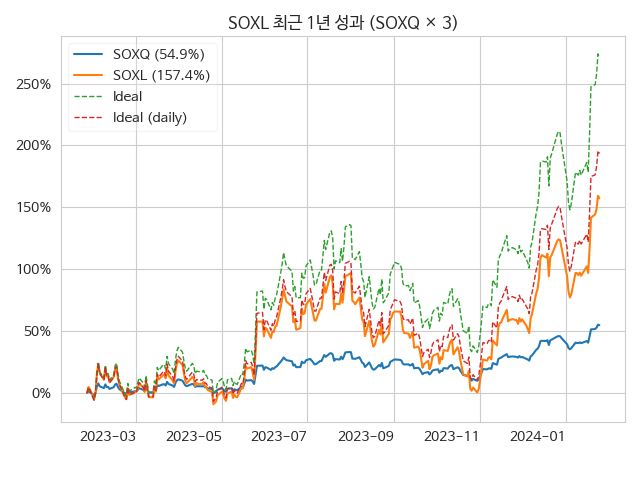 SOXL 최근 1년 성과 (SOXQ × 3)
SOXQ (54.9%)
SOXL (157.4%)
Ideal
Ideal (daily)
250%
200%
150%
100%
50%
0%
2023−03 2023−05 2023−07 2023−09 2023−11 2024−01